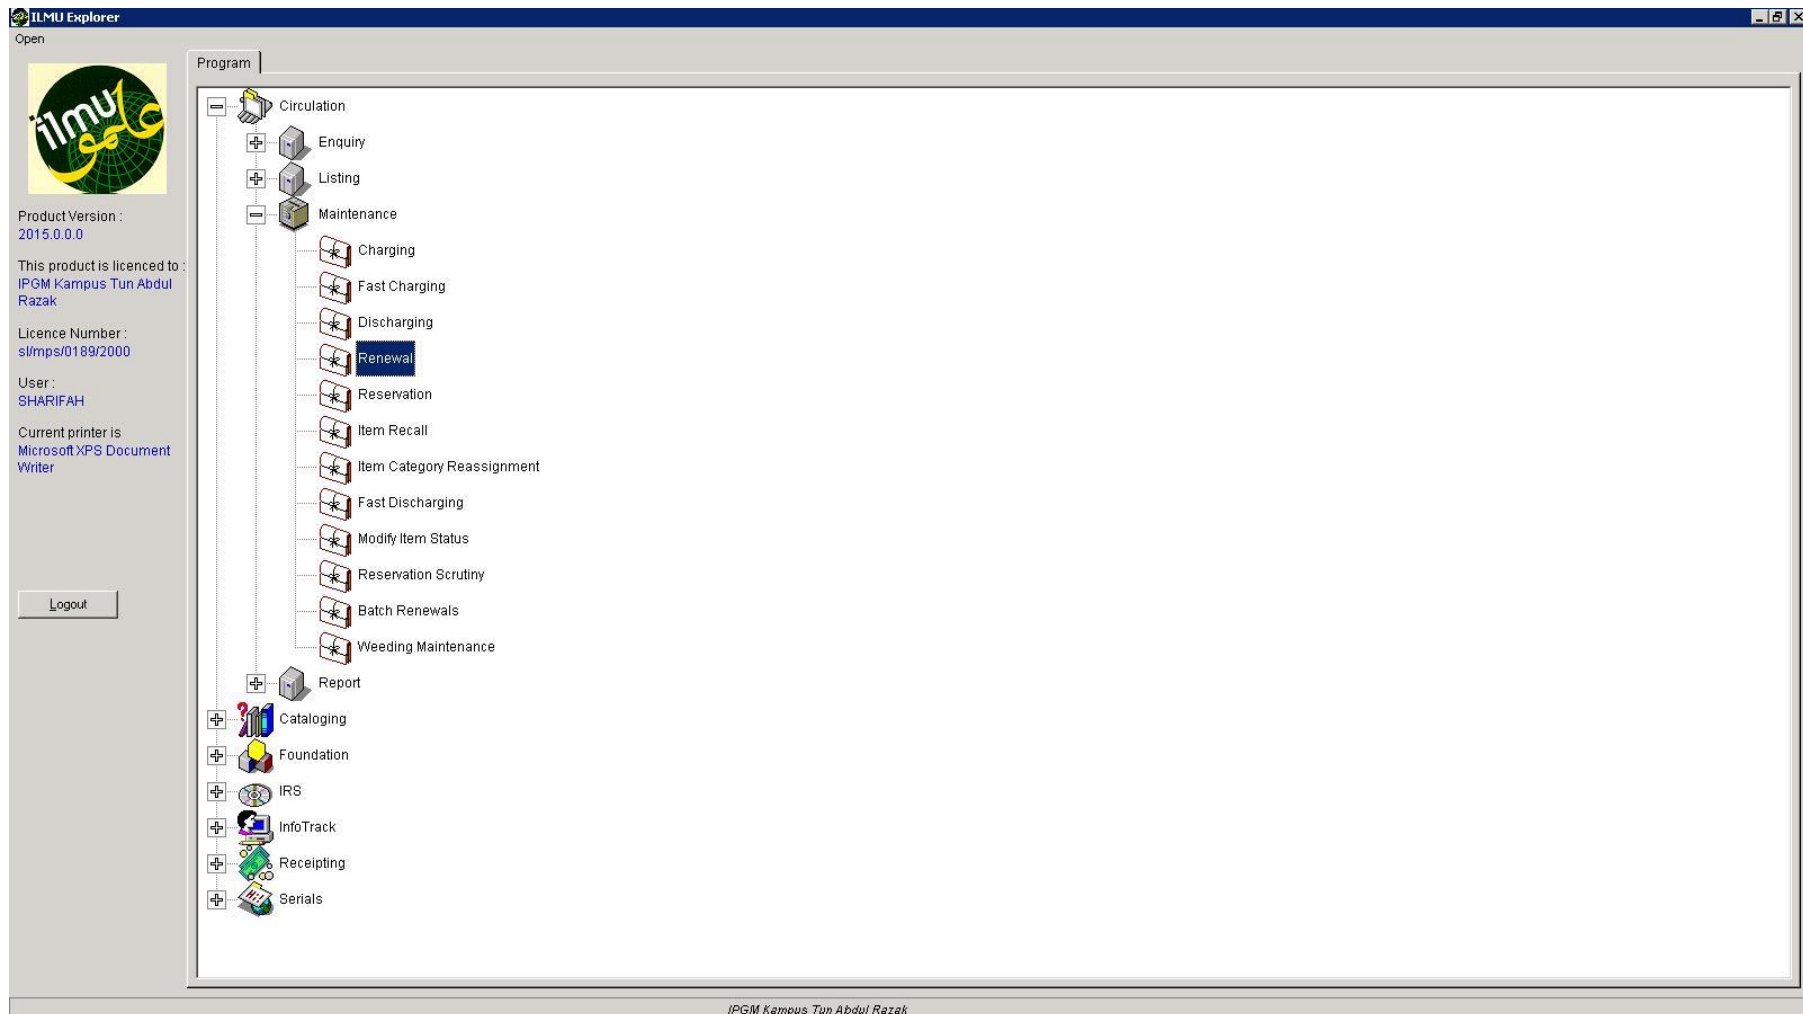 ILMU Explorer
Open
ilmu
علمو
Program
Product Version :
2015.0.0.0
This product is licenced to :
IPGM Kampus Tun Abdul
Razak
Licence Number :
sl/mps/0189/2000
User :
SHARIFAH
Current printer is
Microsoft XPS Document
Writer
Logout
Circulation
Enquiry
Listing
Maintenance
Charging
Fast Charging
Discharging
Renewal
Reservation
Item Recall
Item Category Reassignment
Fast Discharging
Modify Item Status
Reservation Scrutiny
Batch Renewals
Weeding Maintenance
Report
Cataloging
Foundation
IRS
InfoTrack
Receipting
Serials
IPGM Kampus Tun Abdul Razak